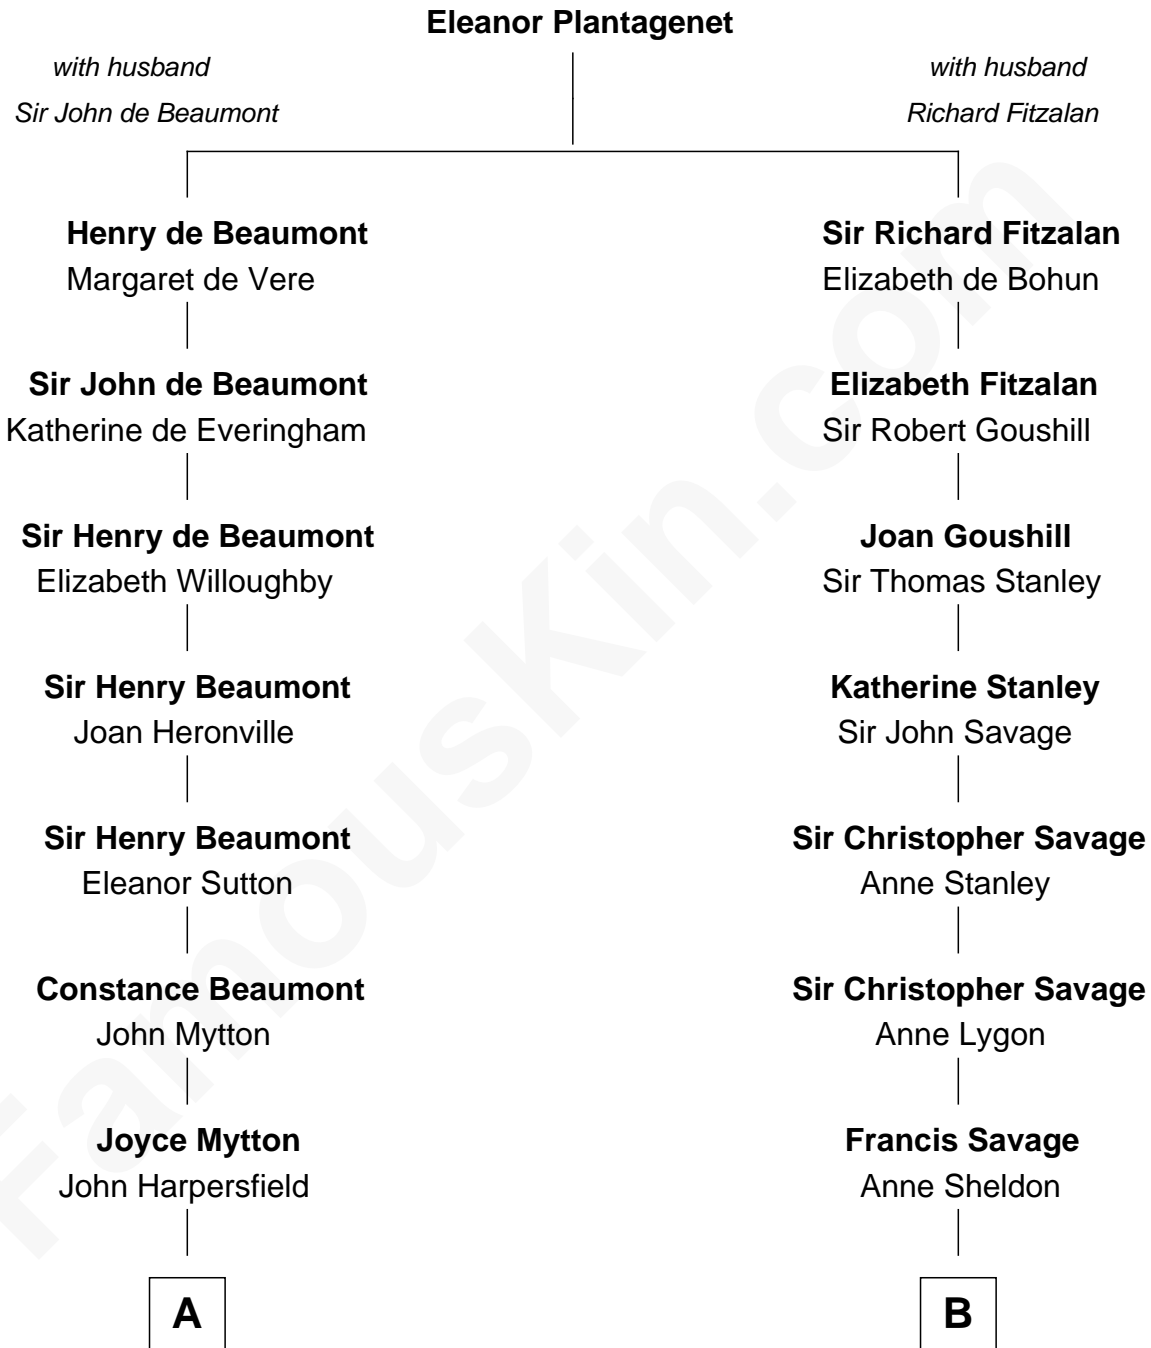 Eleanor Plantagenet
with husband
Sir John de Beaumont
with husband
Richard Fitzalan
Henry de Beaumont
Margaret de Vere
Sir Richard Fitzalan
Elizabeth de Bohun
Sir John de Beaumont
Katherine de Everingham
Elizabeth Fitzalan
Sir Robert Goushill
Sir Henry de Beaumont
Elizabeth Willoughby
Joan Goushill
Sir Thomas Stanley
Sir Henry Beaumont
Joan Heronville
Katherine Stanley
Sir John Savage
Sir Henry Beaumont
Eleanor Sutton
Sir Christopher Savage
Anne Stanley
Constance Beaumont
John Mytton
Sir Christopher Savage
Anne Lygon
Joyce Mytton
John Harpersfield
Francis Savage
Anne Sheldon
A
B
FamousKin.com